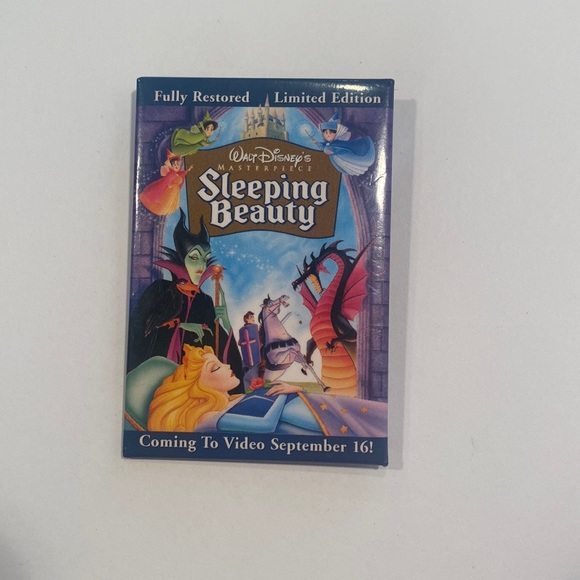 Fully Restored Limited Edition
Walt Disney's
MASTERPIECE
Sleeping
Beauty
Coming To Video September 16!